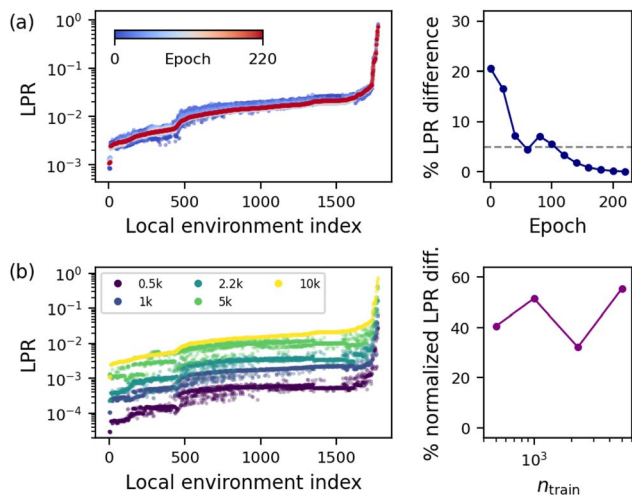 (a)
LPR
10⁰
10⁻¹
10⁻²
10⁻³
0
Epoch
220
0
500
1000
1500
Local environment index
% LPR difference
30
20
10
0
0
100
200
Epoch
(b)
LPR
10⁰
10⁻¹
10⁻²
10⁻³
10⁻⁴
0.5k
2.2k
10k
1k
5k
0
500
1000
1500
Local environment index
% normalized LPR diff.
60
40
20
0
10³
n_train